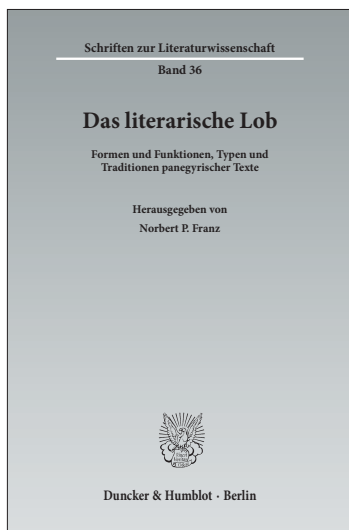 Schriften zur Literaturwissenschaft
Band 36
Das literarische Lob
Formen und Funktionen, Typen und
Traditionen panegyrischer Texte
Herausgegeben von
Norbert P. Franz
Duncker & Humblot · Berlin